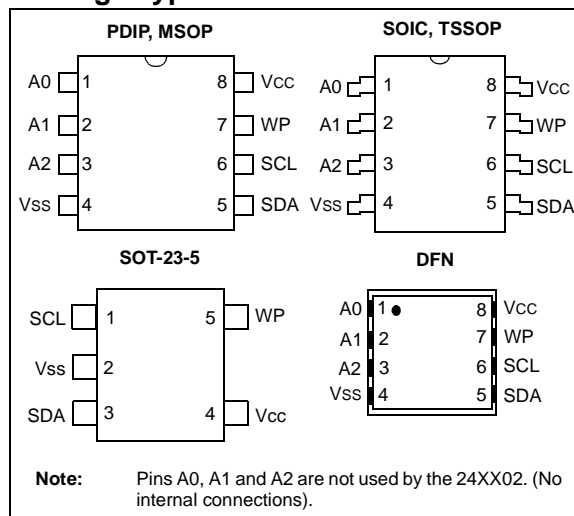 PDIP, MSOP
A0 1 8 VCC
A1 2 7 WP
A2 3 6 SCL
VSS 4 5 SDA
SOIC, TSSOP
A0 1 8 VCC
A1 2 7 WP
A2 3 6 SCL
VSS 4 5 SDA
SOT-23-5
SCL 1 5 WP
Vss 2
SDA 3 4 Vcc
DFN
A0 1 8 VCC
A1 2 7 WP
A2 3 6 SCL
VSS 4 5 SDA
Note: Pins A0, A1 and A2 are not used by the 24XX02. (No
internal connections).